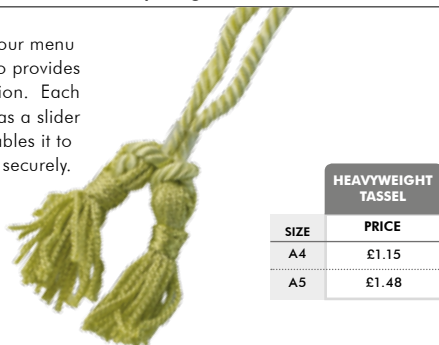 our menu
provides
ion. Each
as a slider
ables it to
securely.
HEAVYWEIGHT
TASSEL
SIZE PRICE
A4 £1.15
A5 £1.48